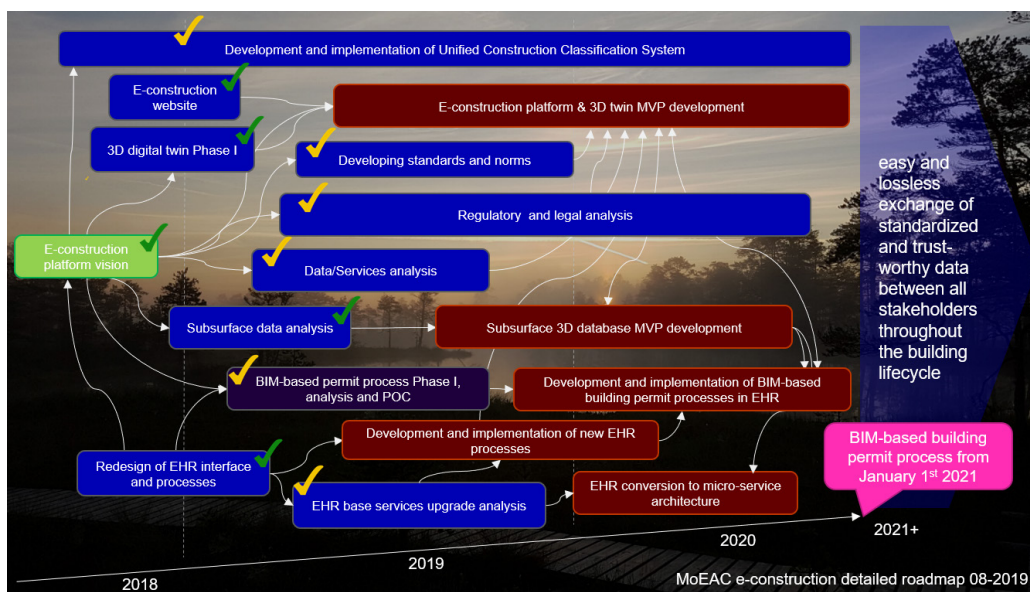 Development and implementation of Unified Construction Classification System
E-construction
website
E-construction platform & 3D twin MVP development
3D digital twin Phase I
Developing standards and norms
Regulatory and legal analysis
E-construction
platform vision
Data/Services analysis
Subsurface data analysis
Subsurface 3D database MVP development
BIM-based permit process Phase I,
analysis and POC
Development and implementation of BIM-based
building permit processes in EHR
Development and implementation of new EHR
processes
Redesign of EHR interface
and processes
EHR base services upgrade analysis
EHR conversion to micro-service
architecture
easy and
lossless
exchange of
standardized
and trust-
worthy data
between all
stakeholders
throughout
the building
lifecycle
BIM-based building
permit process from
January 1st 2021
2018
2019
2020
2021+
MoEAC e-construction detailed roadmap 08-2019